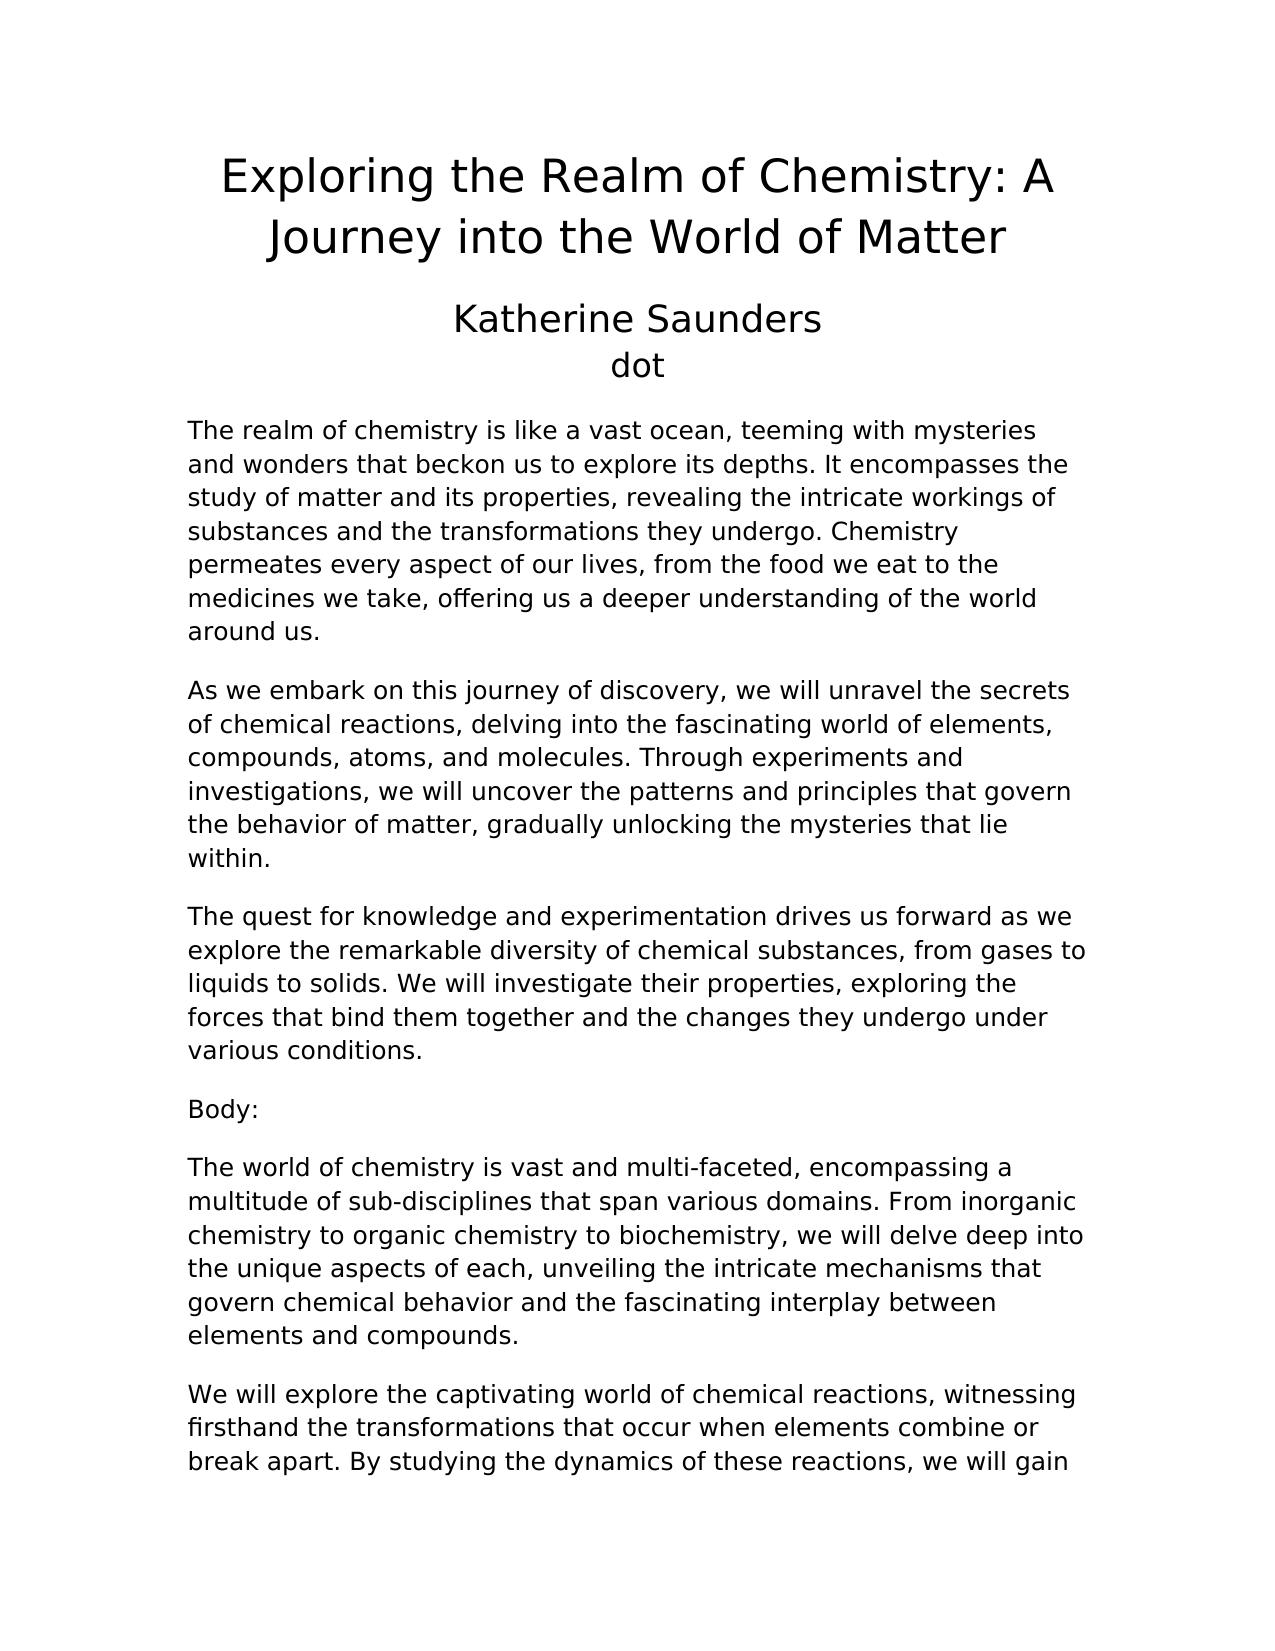 Exploring the Realm of Chemistry: A
Journey into the World of Matter
Katherine Saunders
dot
The realm of chemistry is like a vast ocean, teeming with mysteries
and wonders that beckon us to explore its depths. It encompasses the
study of matter and its properties, revealing the intricate workings of
substances and the transformations they undergo. Chemistry
permeates every aspect of our lives, from the food we eat to the
medicines we take, offering us a deeper understanding of the world
around us.
As we embark on this journey of discovery, we will unravel the secrets
of chemical reactions, delving into the fascinating world of elements,
compounds, atoms, and molecules. Through experiments and
investigations, we will uncover the patterns and principles that govern
the behavior of matter, gradually unlocking the mysteries that lie
within.
The quest for knowledge and experimentation drives us forward as we
explore the remarkable diversity of chemical substances, from gases to
liquids to solids. We will investigate their properties, exploring the
forces that bind them together and the changes they undergo under
various conditions.
Body:
The world of chemistry is vast and multi-faceted, encompassing a
multitude of sub-disciplines that span various domains. From inorganic
chemistry to organic chemistry to biochemistry, we will delve deep into
the unique aspects of each, unveiling the intricate mechanisms that
govern chemical behavior and the fascinating interplay between
elements and compounds.
We will explore the captivating world of chemical reactions, witnessing
firsthand the transformations that occur when elements combine or
break apart. By studying the dynamics of these reactions, we will gain